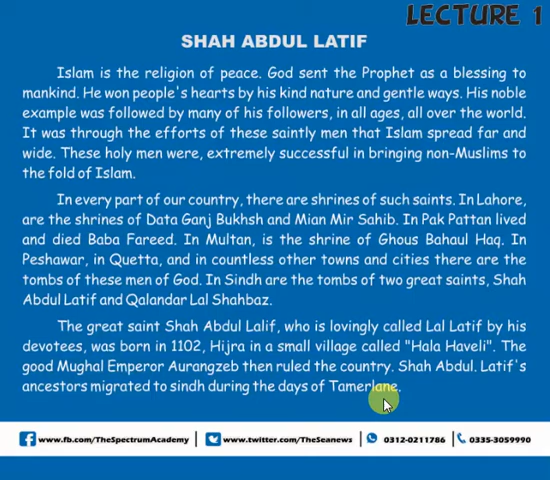 LECTURE 1
SHAH ABDUL LATIF
Islam is the religion of peace. God sent the Prophet as a blessing to
mankind. He won people's hearts by his kind nature and gentle ways. His noble
example was followed by many of his followers, in all ages, all over the world.
It was through the efforts of these saintly men that Islam spread far and
wide. These holy men were, extremely successful in bringing non-Muslims to
the fold of Islam.
In every part of our country, there are shrines of such saints. In Lahore,
are the shrines of Data Ganj Bukhsh and Mian Mir Sahib. In Pak Pattan lived
and died Baba Fareed. In Multan, is the shrine of Ghous Bahaul Haq. In
Peshawar, in Quetta, and in countless other towns and cities there are the
tombs of these men of God. In Sindh are the tombs of two great saints, Shah
Abdul Latif and Qalandar Lal Shahbaz.
The great saint Shah Abdul Lalif, who is lovingly called Lal Latif by his
devotees, was born in 1102, Hijra in a small village called "Hala Haveli". The
good Mughal Emperor Aurangzeb then ruled the country. Shah Abdul. Latif's
ancestors migrated to sindh during the days of Tamerlane.
www.fb.com/TheSpectrumAcademy | www.twitter.com/TheSeanews | 0312-0211786 | 0335-3059990